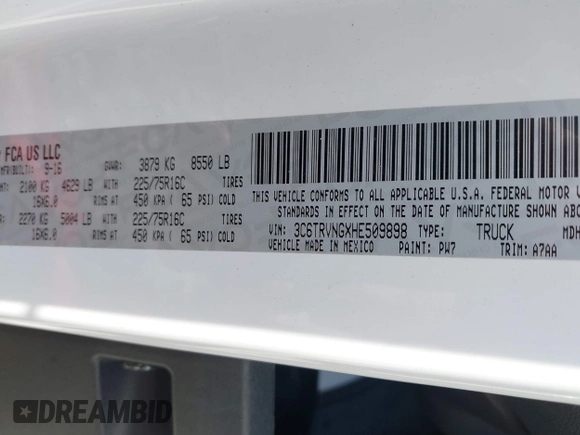 FCA US LLC
MFR(BUILT): 9-16
GVWR: 3879 KG 8550 LB
2100 KG 4629 LB WITH 225/75R16C TIRES
16X6.0 RIMS AT 450 KPA ( 65 PSI) COLD
2270 KG 5004 LB WITH 225/75R16C TIRES
16X6.0 RIMS AT 450 KPA ( 65 PSI) COLD
THIS VEHICLE CONFORMS TO ALL APPLICABLE U.S.A. FEDERAL MOTOR
STANDARDS IN EFFECT ON THE DATE OF MANUFACTURE SHOWN
VIN: 3C6TRVNGXHE509898 TYPE: TRUCK MDH
VEHICLE MADE IN MEXICO PAINT: PW7 TRIM: A7AA
DREAMBID